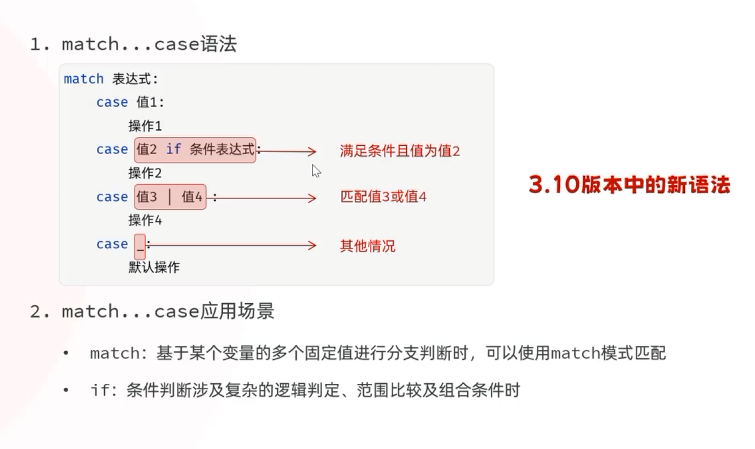 1. match...case语法
match 表达式:
case 值1:
操作1
case 值2 if 条件表达式:
满足条件且值为值2
操作2
case 值3 | 值4 :
匹配值3或值4
操作4
case _:
其他情况
默认操作
3.10版本中的新语法
2. match...case应用场景
• match：基于某个变量的多个固定值进行分支判断时，可以使用match模式匹配
• if：条件判断涉及复杂的逻辑判定、范围比较及组合条件时